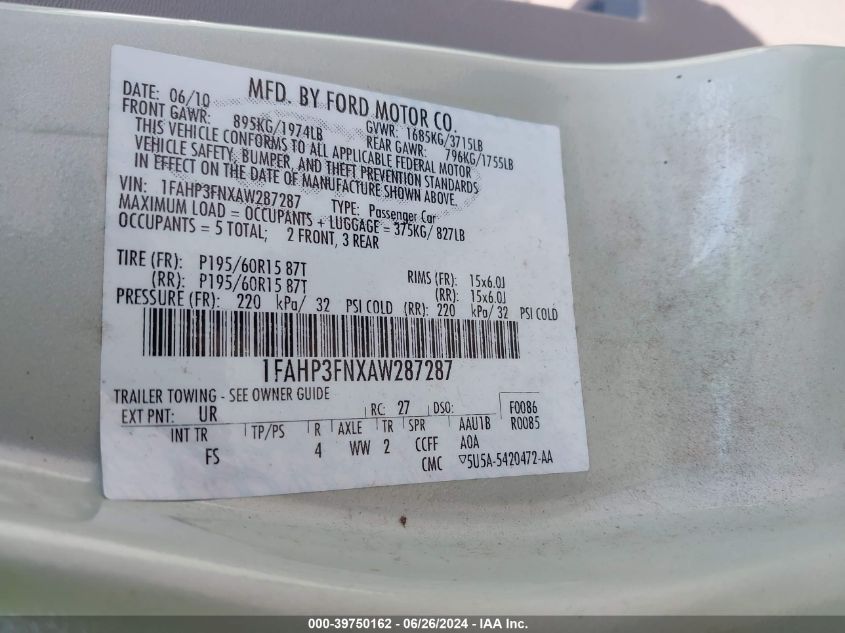 MFD. BY FORD MOTOR CO.
DATE: 06/10 GVWR: 1685KG/3715LB
FRONT GAWR: 895KG/1974LB REAR GAWR: 796KG/1755LB
THIS VEHICLE CONFORMS TO ALL APPLICABLE FEDERAL MOTOR
VEHICLE SAFETY, BUMPER, AND THEFT PREVENTION STANDARDS
IN EFFECT ON THE DATE OF MANUFACTURE SHOWN ABOVE.
VIN: 1FAHP3FNXAW287287 TYPE: Passenger Car
MAXIMUM LOAD = OCCUPANTS + LUGGAGE = 375KG/ 827LB
OCCUPANTS = 5 TOTAL; 2 FRONT, 3 REAR
TIRE (FR): P195/60R15 87T RIMS (FR): 15x6.0J
(RR): P195/60R15 87T (RR): 15x6.0J
PRESSURE (FR): 220 kPa/ 32 PSI COLD (RR): 220 kPa/ 32 PSI COLD
1FAHP3FNXAW287287
TRAILER TOWING - SEE OWNER GUIDE
EXT PNT: UR RC: 27 DSO: F0086
R0085
INT TR TP/PS R AXLE TR SPR AAU1B
FS 4 WW 2 CCFF A0A
CMC ▽5U5A-5420472-AA
000-39750162 - 06/26/2024 - IAA Inc.